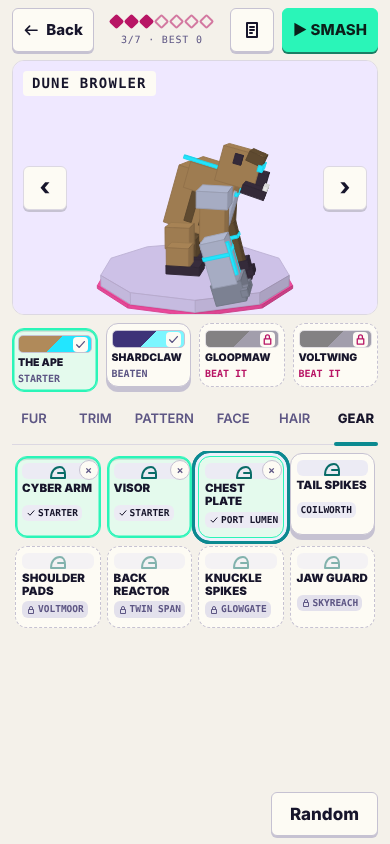 ← Back
3/7 · BEST 0
▶ SMASH
DUNE BROWLER
THE APE
STARTER
SHARDCLAW
BEATEN
GLOOPMAW
BEAT IT
VOLTWING
BEAT IT
FUR
TRIM
PATTERN
FACE
HAIR
GEAR
CYBER ARM
✓ STARTER
VISOR
✓ STARTER
CHEST
PLATE
✓ PORT LUMEN
TAIL SPIKES
COILWORTH
SHOULDER
PADS
VOLTMOOR
BACK
REACTOR
TWIN SPAN
KNUCKLE
SPIKES
GLOWGATE
JAW GUARD
SKYREACH
Random